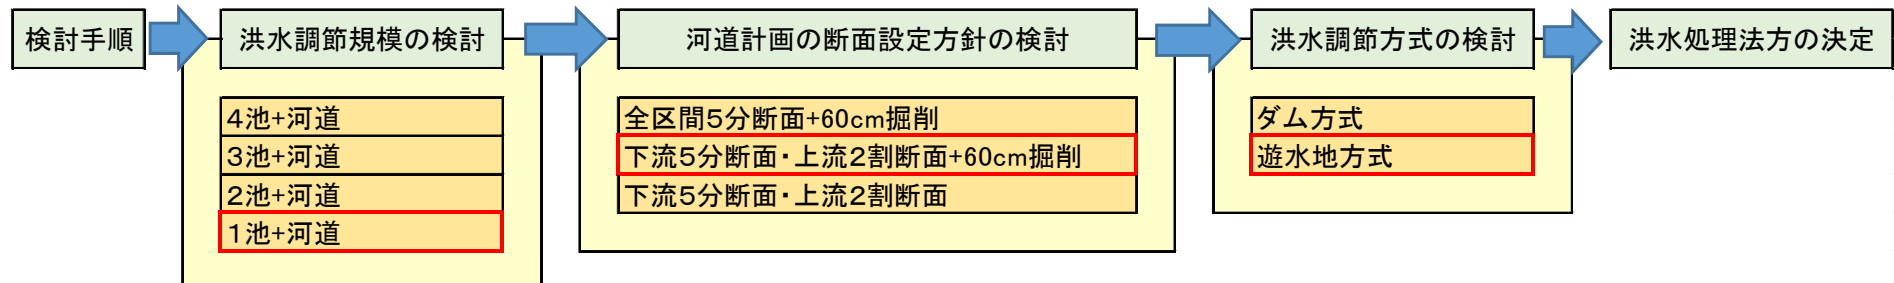 検討手順
洪水調節規模の検討
4池+河道
3池+河道
2池+河道
1池+河道
河道計画の断面設定方針の検討
全区間5分断面+60cm掘削
下流5分断面・上流2割断面+60cm掘削
下流5分断面・上流2割断面
洪水調節方式の検討
ダム方式
遊水地方式
洪水処理法方の決定